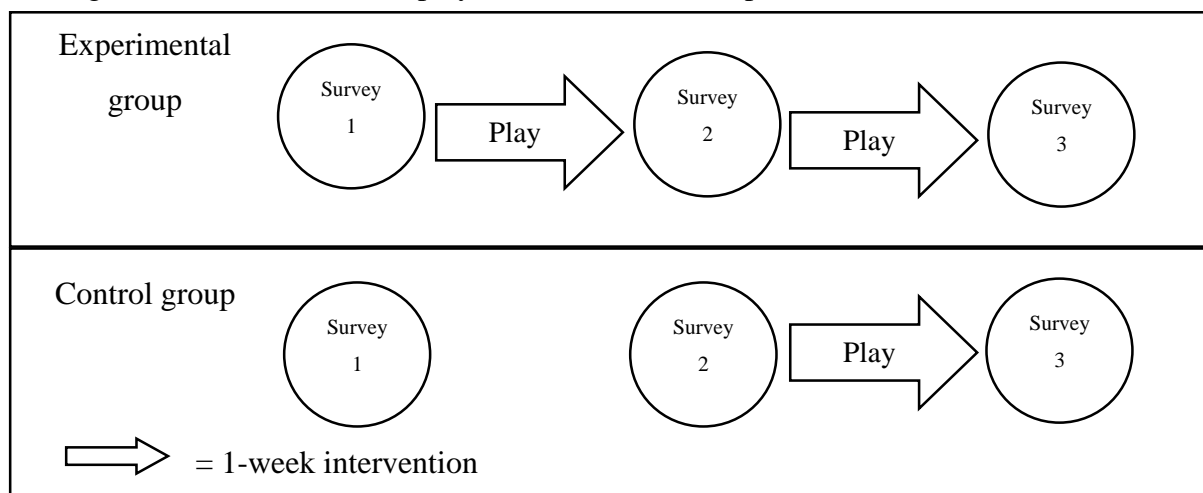 Experimental
group
Survey
1
Play
Survey
2
Play
Survey
3
Control group
Survey
1
Survey
2
Play
Survey
3
= 1-week intervention